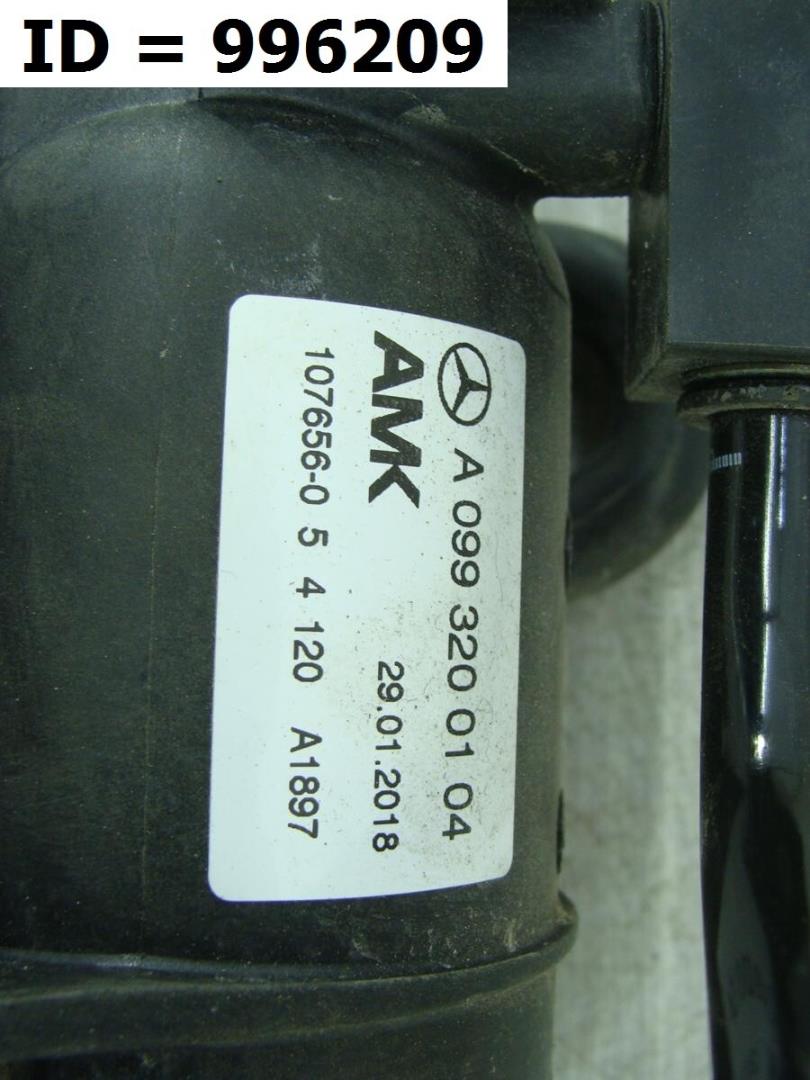 ID = 996209
A 099 320 01 04
AMK 29.01.2018
107656-0 5 4 120 A1897